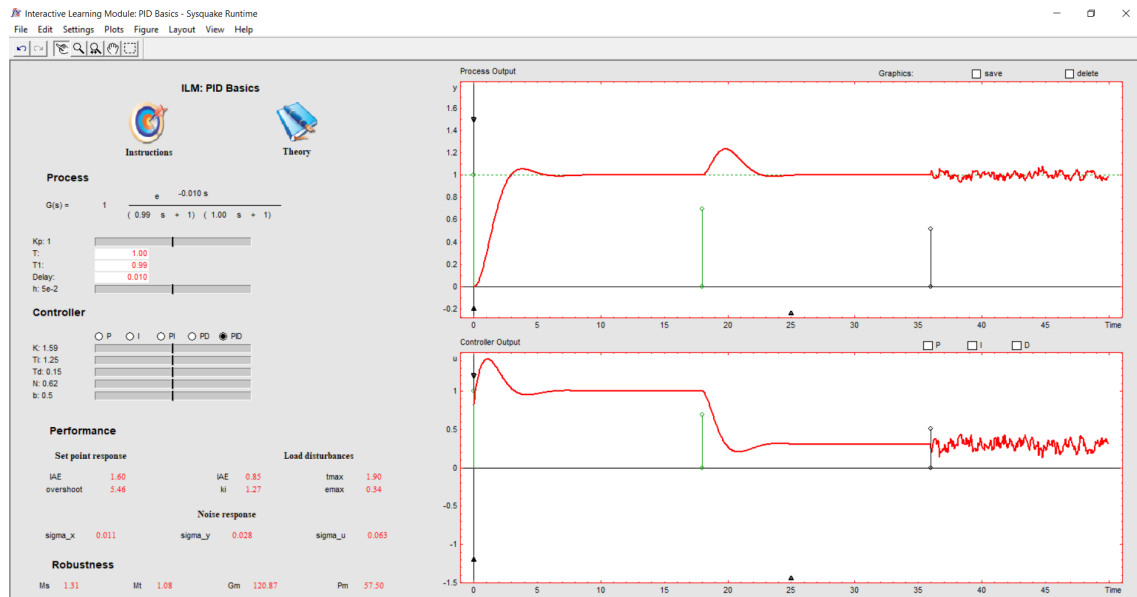 Interactive Learning Module: PID Basics - Sysquake Runtime
File Edit Settings Plots Figure Layout View Help
ILM: PID Basics
Instructions
Theory
Process
G(s) = 1
e -0.010 s
( 0.99 s + 1) ( 1.00 s + 1)
Kp: 1
T: 1.00
T1: 0.99
Delay: 0.010
h: 5e-2
Controller
P I PI PD PID
K: 1.59
Ti: 1.25
Td: 0.15
N: 0.62
b: 0.5
Performance
Set point response Load disturbances
IAE 1.60 IAE 0.85 tmax 1.90
overshoot 5.46 ki 1.27 emax 0.34
Noise response
sigma_x 0.011 sigma_y 0.028 sigma_u 0.063
Robustness
Ms 1.31 Mt 1.08 Gm 120.87 Pm 57.50
Process Output Graphics: save delete
y
1.6
1.4
1.2
1
0.8
0.6
0.4
0.2
0
-0.2
0 5 10 15 20 25 30 35 40 45 Time
Controller Output P I D
u
1
0.5
0
-0.5
-1
-1.5
0 5 10 15 20 25 30 35 40 45 Time